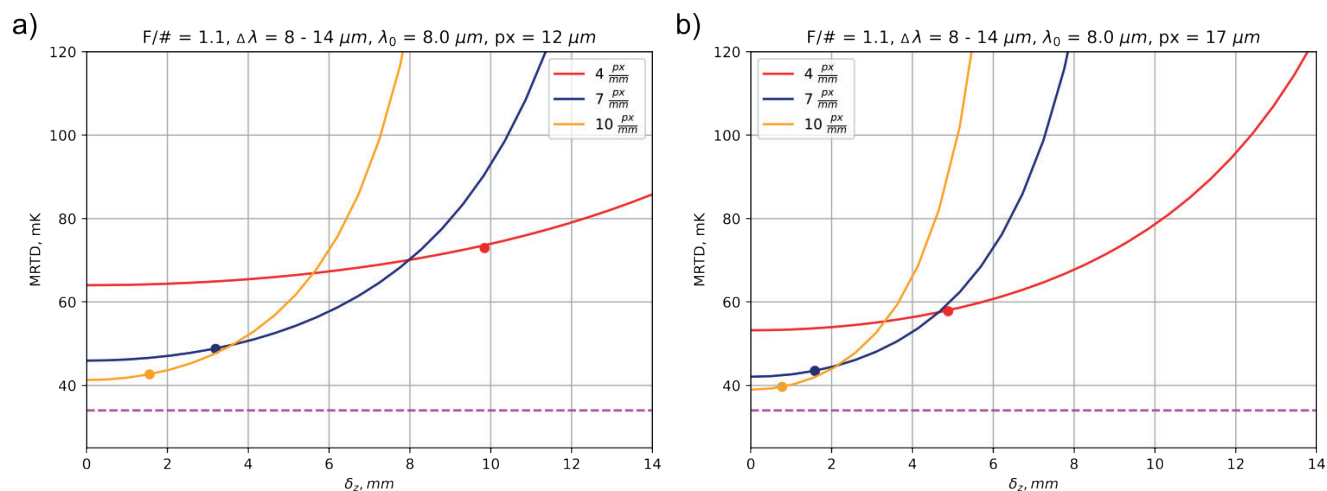 a)
F/# = 1.1, Δλ = 8 - 14 μm, λ₀ = 8.0 μm, px = 12 μm
120
100
80
60
40
MRTD, mK
4 px/mm
7 px/mm
10 px/mm
0 2 4 6 8 10 12 14
δz, mm
b)
F/# = 1.1, Δλ = 8 - 14 μm, λ₀ = 8.0 μm, px = 17 μm
120
100
80
60
40
MRTD, mK
4 px/mm
7 px/mm
10 px/mm
0 2 4 6 8 10 12 14
δz, mm